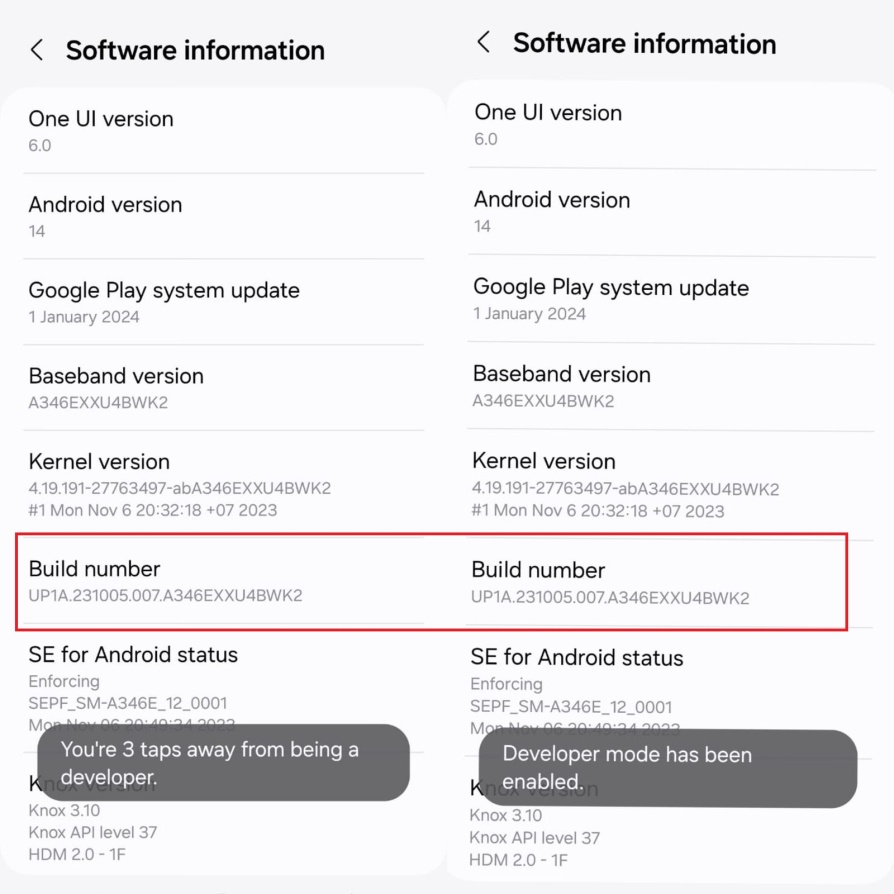 Software information
One UI version
6.0
Android version
14
Google Play system update
1 January 2024
Baseband version
A346EXXU4BWK2
Kernel version
4.19.191-27763497-abA346EXXU4BWK2
#1 Mon Nov 6 20:32:18 +07 2023
Build number
UP1A.231005.007.A346EXXU4BWK2
SE for Android status
Enforcing
SEPF_SM-A346E_12_0001
Mon Nov 06 20:49:34 2023
You're 3 taps away from being a
developer.
Knox version
Knox 3.10
Knox API level 37
HDM 2.0 - 1F
Software information
One UI version
6.0
Android version
14
Google Play system update
1 January 2024
Baseband version
A346EXXU4BWK2
Kernel version
4.19.191-27763497-abA346EXXU4BWK2
#1 Mon Nov 6 20:32:18 +07 2023
Build number
UP1A.231005.007.A346EXXU4BWK2
SE for Android status
Enforcing
SEPF_SM-A346E_12_0001
Mon Nov 06 20:49:34 2023
Developer mode has been
enabled.
Knox version
Knox 3.10
Knox API level 37
HDM 2.0 - 1F